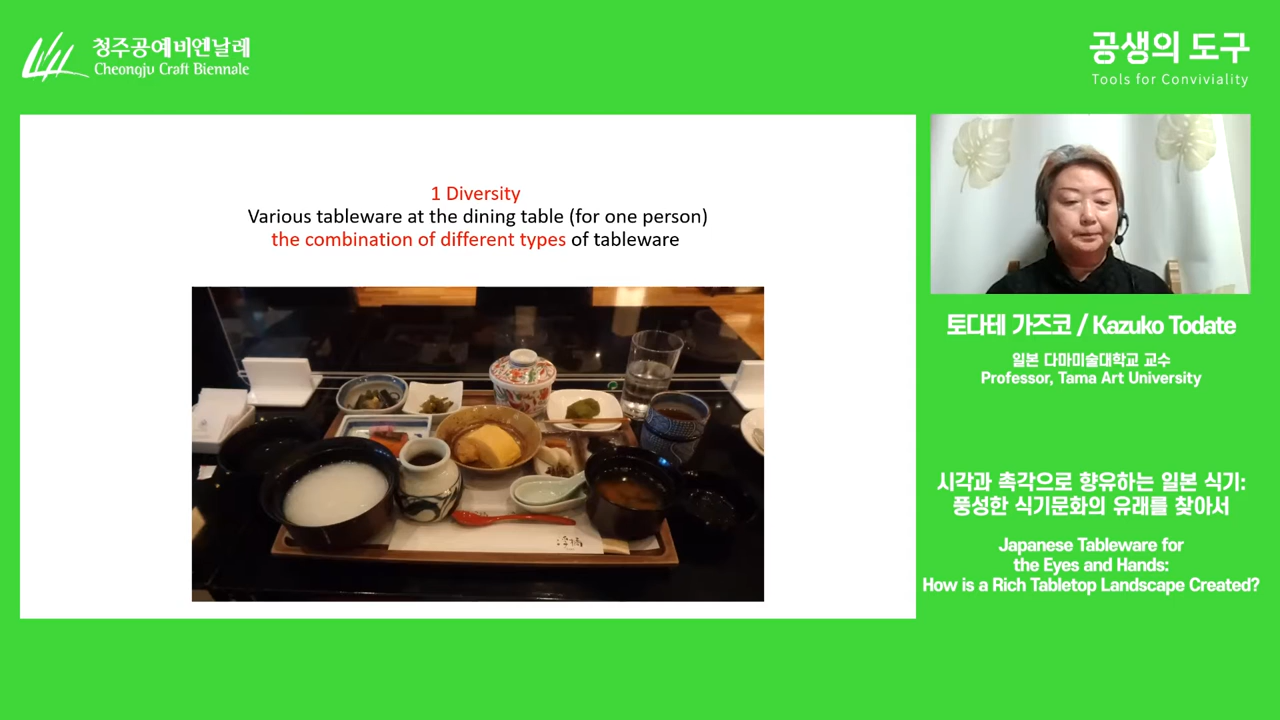 청주공예비엔날레
Cheongju Craft Biennale
공생의 도구
Tools for Conviviality
1 Diversity
Various tableware at the dining table (for one person)
the combination of different types of tableware
토다테 가즈코 / Kazuko Todate
일본 다마미술대학교 교수
Professor, Tama Art University
시각과 촉각으로 향유하는 일본 식기:
풍성한 식기문화의 유래를 찾아서
Japanese Tableware for
the Eyes and Hands:
How is a Rich Tabletop Landscape Created?